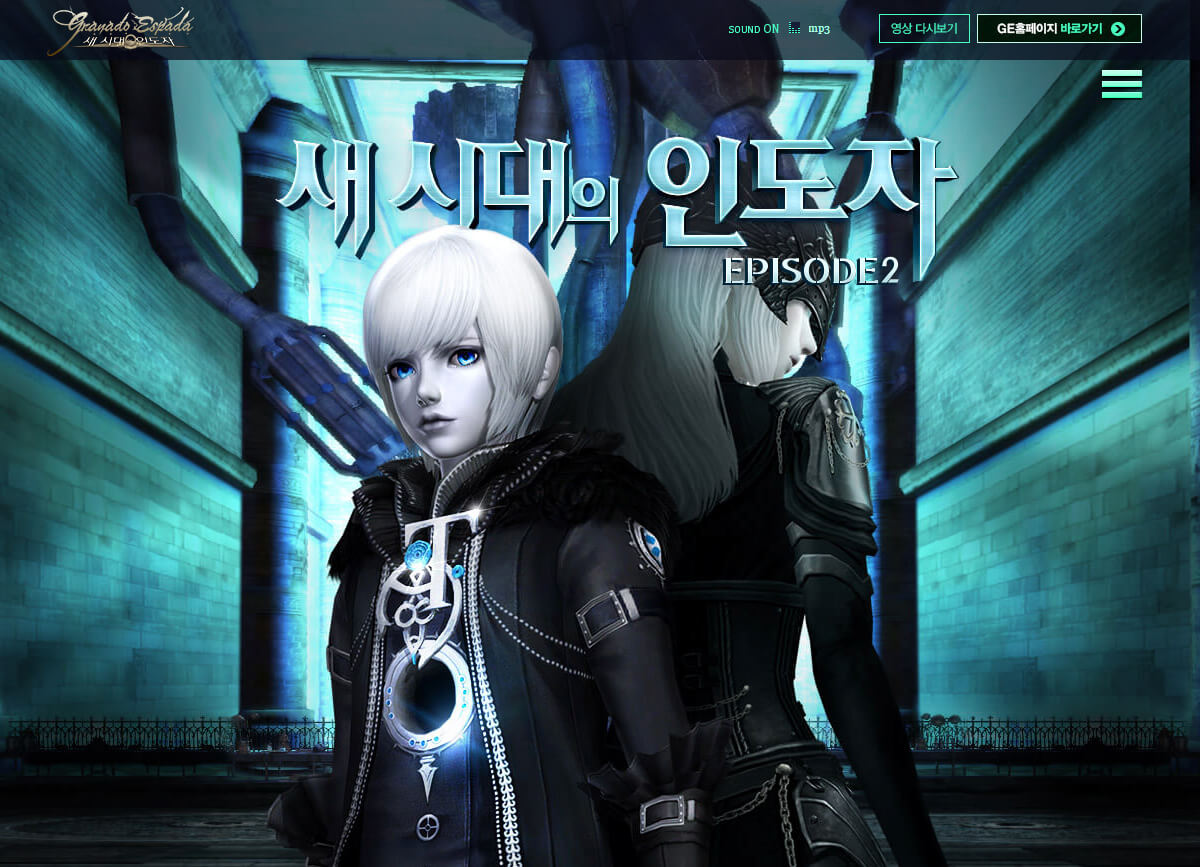 Granado Espada
새 시대의 인도자
SOUND ON
mp3
영상 다시보기
GE홈페이지 바로가기
새 시대의 인도자
EPISODE2